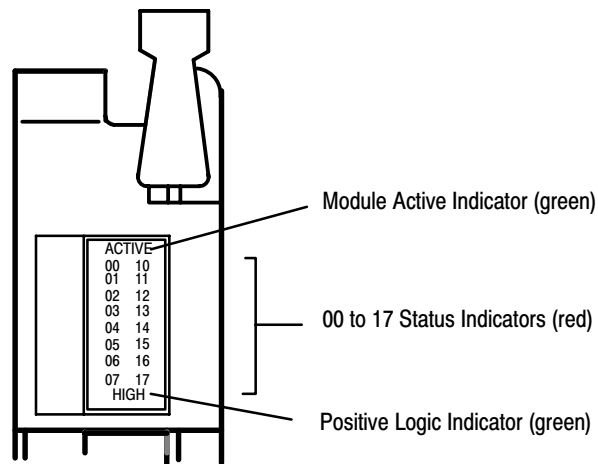 Module Active Indicator (green)
ACTIVE
00 10
01 11
02 12
03 13
04 14
05 15
06 16
07 17
HIGH
00 to 17 Status Indicators (red)
Positive Logic Indicator (green)